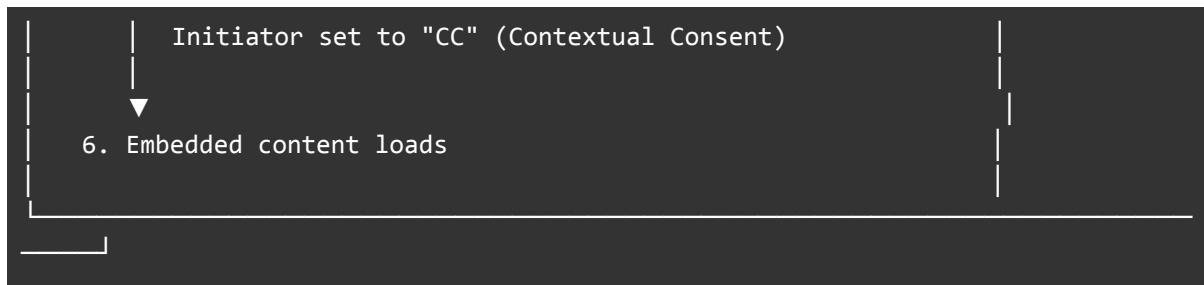 Initiator set to "CC" (Contextual Consent)
▼
6. Embedded content loads